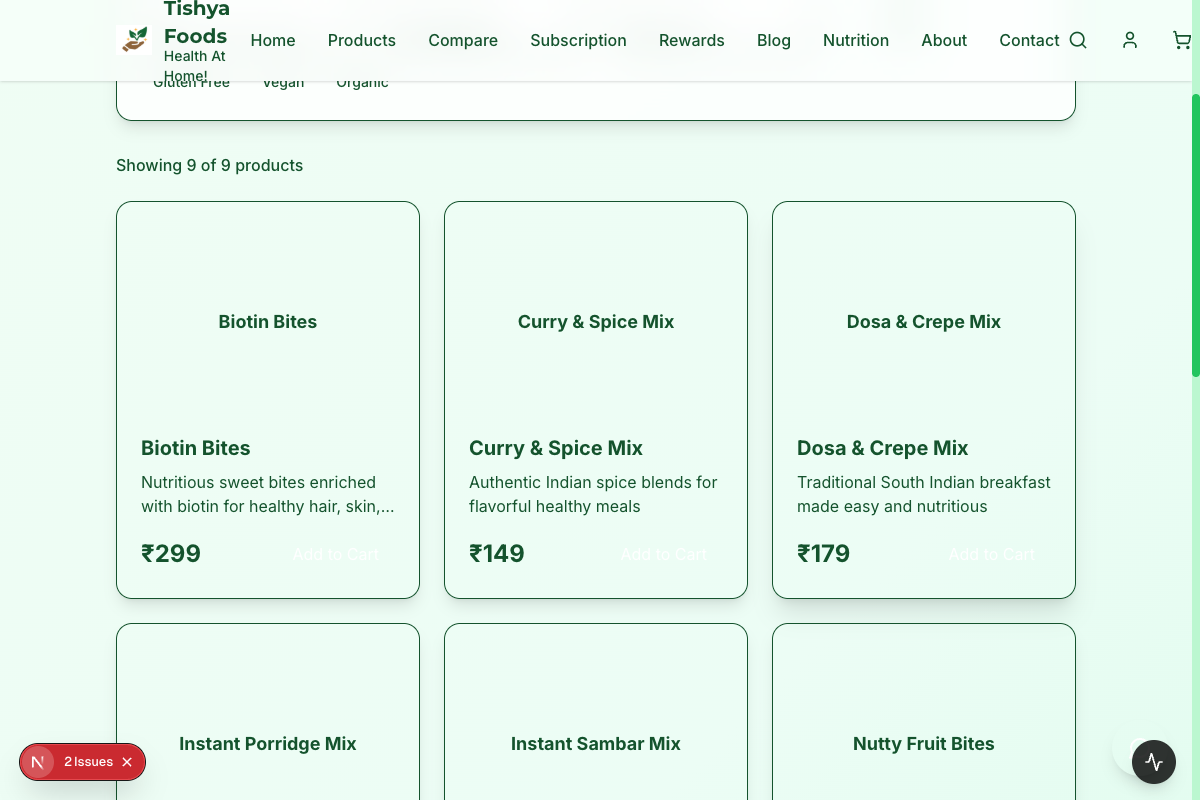 Tishya
Foods
Health At
Home!
Home
Products
Compare
Subscription
Rewards
Blog
Nutrition
About
Contact
Gluten Free
Vegan
Organic
Showing 9 of 9 products
Biotin Bites
Curry & Spice Mix
Dosa & Crepe Mix
Biotin Bites
Nutritious sweet bites enriched
with biotin for healthy hair, skin,...
₹299
Add to Cart
Curry & Spice Mix
Authentic Indian spice blends for
flavorful healthy meals
₹149
Add to Cart
Dosa & Crepe Mix
Traditional South Indian breakfast
made easy and nutritious
₹179
Add to Cart
Instant Porridge Mix
Instant Sambar Mix
Nutty Fruit Bites
N
2 Issues